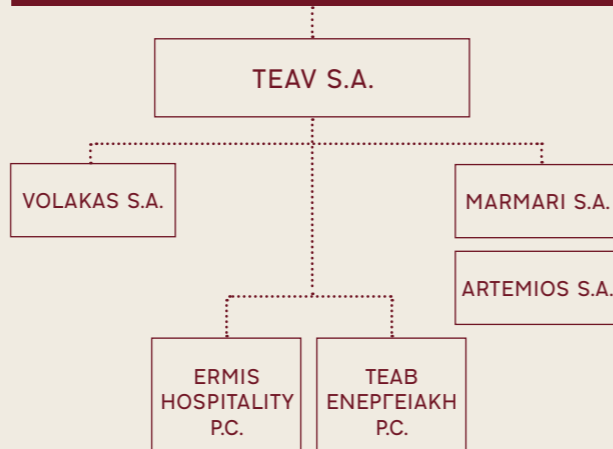 TEAV S.A.
VOLAKAS S.A.
MARMARI S.A.
ARTEMIOS S.A.
ERMIS
HOSPITALITY
P.C.
TEAB
ΕΝΕΡΓΕΙΑΚΗ
P.C.